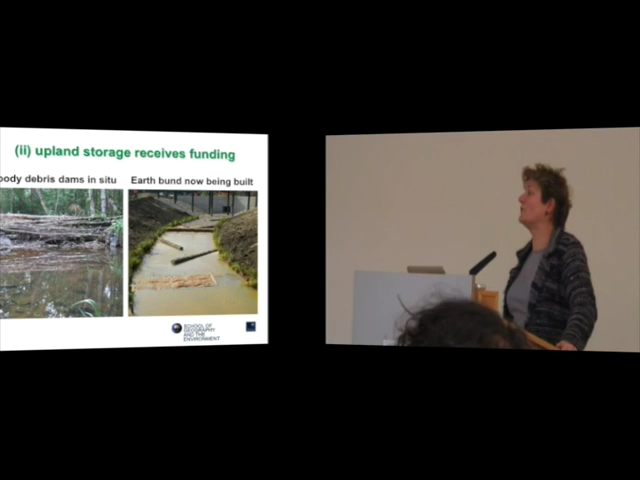 (ii) upland storage receives funding
oody debris dams in situ
Earth bund now being built
SCHOOL OF
GEOGRAPHY
AND THE
ENVIRONMENT